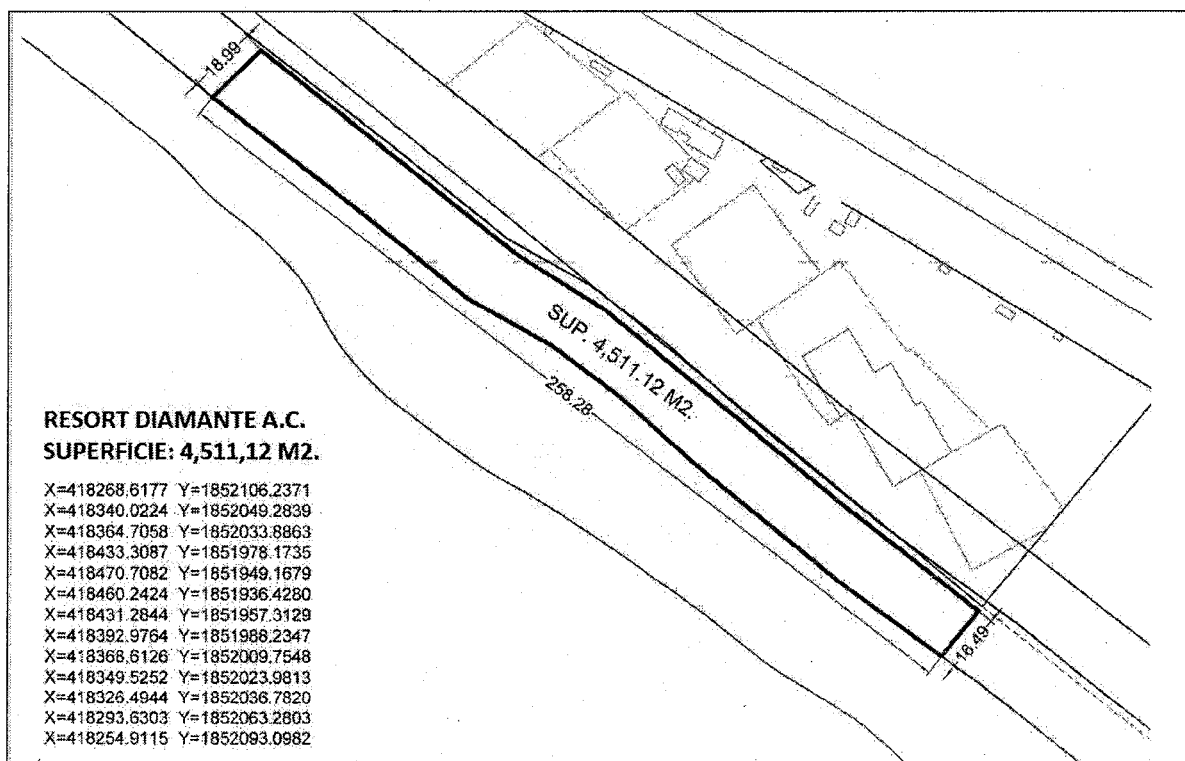 18.99
SUP. 4,511.12 M2.
258.28
18.49
RESORT DIAMANTE A.C.
SUPERFICIE: 4,511,12 M2.
X=418268.6177 Y=1852106.2371
X=418340.0224 Y=1852049.2839
X=418364.7058 Y=1852033.8863
X=418433.3087 Y=1851978.1735
X=418470.7082 Y=1851949.1679
X=418460.2424 Y=1851936.4280
X=418431.2844 Y=1851957.3129
X=418392.9764 Y=1851988.2347
X=418368.6126 Y=1852009.7548
X=418349.5252 Y=1852023.9813
X=418326.4944 Y=1852036.7820
X=418293.6303 Y=1852063.2803
X=418254.9115 Y=1852093.0982